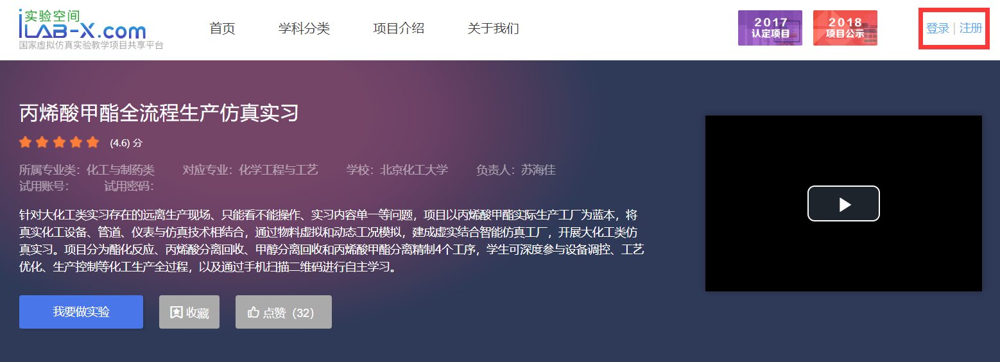 实验空间
iLAB-X.com
国家虚拟仿真实验教学项目共享平台
首页 学科分类 项目介绍 关于我们
2017
认定项目
2018
项目公示
登录 | 注册
丙烯酸甲酯全流程生产仿真实习
(4.6) 分
所属专业类：化工与制药类 对应专业：化学工程与工艺 学校：北京化工大学 负责人：苏海佳
试用账号： 试用密码：
针对大化工类实习存在的远离生产现场、只能看不能操作、实习内容单一等问题，项目以丙烯酸甲酯实际生产工厂为蓝本，将
真实化工设备、管道、仪表与仿真技术相结合，通过物料虚拟和动态工况模拟，建成虚实结合智能仿真工厂，开展大化工类仿
真实习。项目分为酯化反应、丙烯酸分离回收、甲醇分离回收和丙烯酸甲酯分离精制4个工序，学生可深度参与设备调控、工艺
优化、生产控制等化工生产全过程，以及通过手机扫描二维码进行自主学习。
我要做实验 收藏 点赞（32）